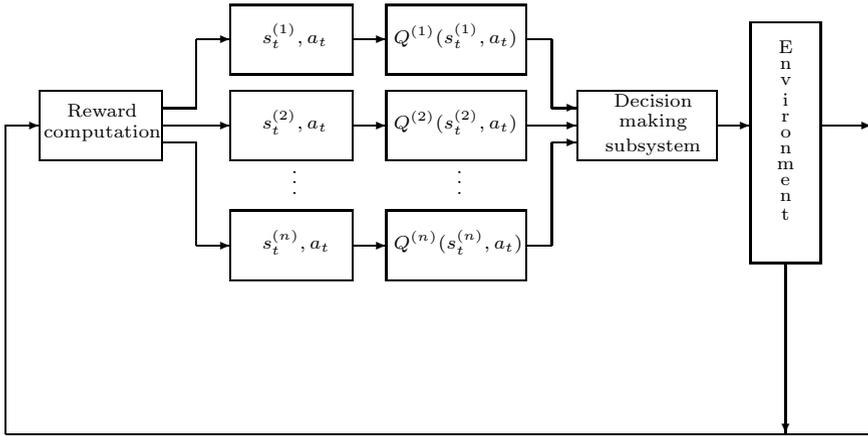 s_t^{(1)}, a_t
Q^{(1)}(s_t^{(1)}, a_t)
Reward
computation
s_t^{(2)}, a_t
Q^{(2)}(s_t^{(2)}, a_t)
Decision
making
subsystem
⋮
⋮
s_t^{(n)}, a_t
Q^{(n)}(s_t^{(n)}, a_t)
E
n
v
i
r
o
n
m
e
n
t